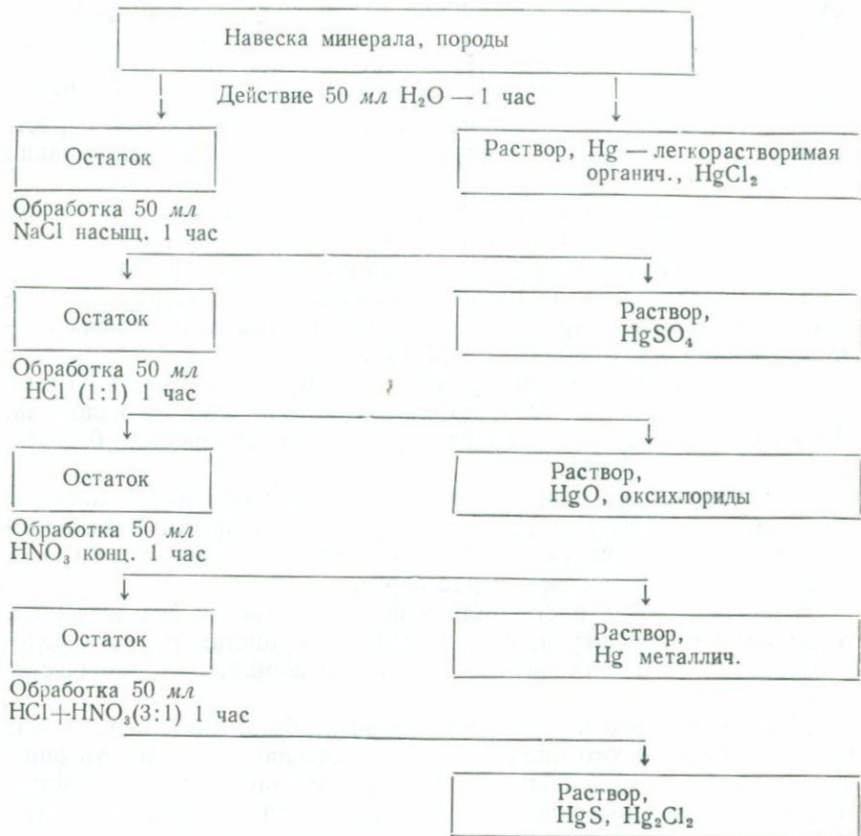 Навеска минерала, породы
Действие 50 мл H₂O — 1 час
Остаток
Раствор, Hg — легкорастворимая
органич., HgCl₂
Обработка 50 мл
NaCl насыщ. 1 час
Остаток
Раствор,
HgSO₄
Обработка 50 мл
HCl (1:1) 1 час
Остаток
Раствор,
HgO, оксихлориды
Обработка 50 мл
HNO₃ конц. 1 час
Остаток
Раствор,
Hg металлич.
Обработка 50 мл
HCl+HNO₃(3:1) 1 час
Раствор,
HgS, Hg₂Cl₂